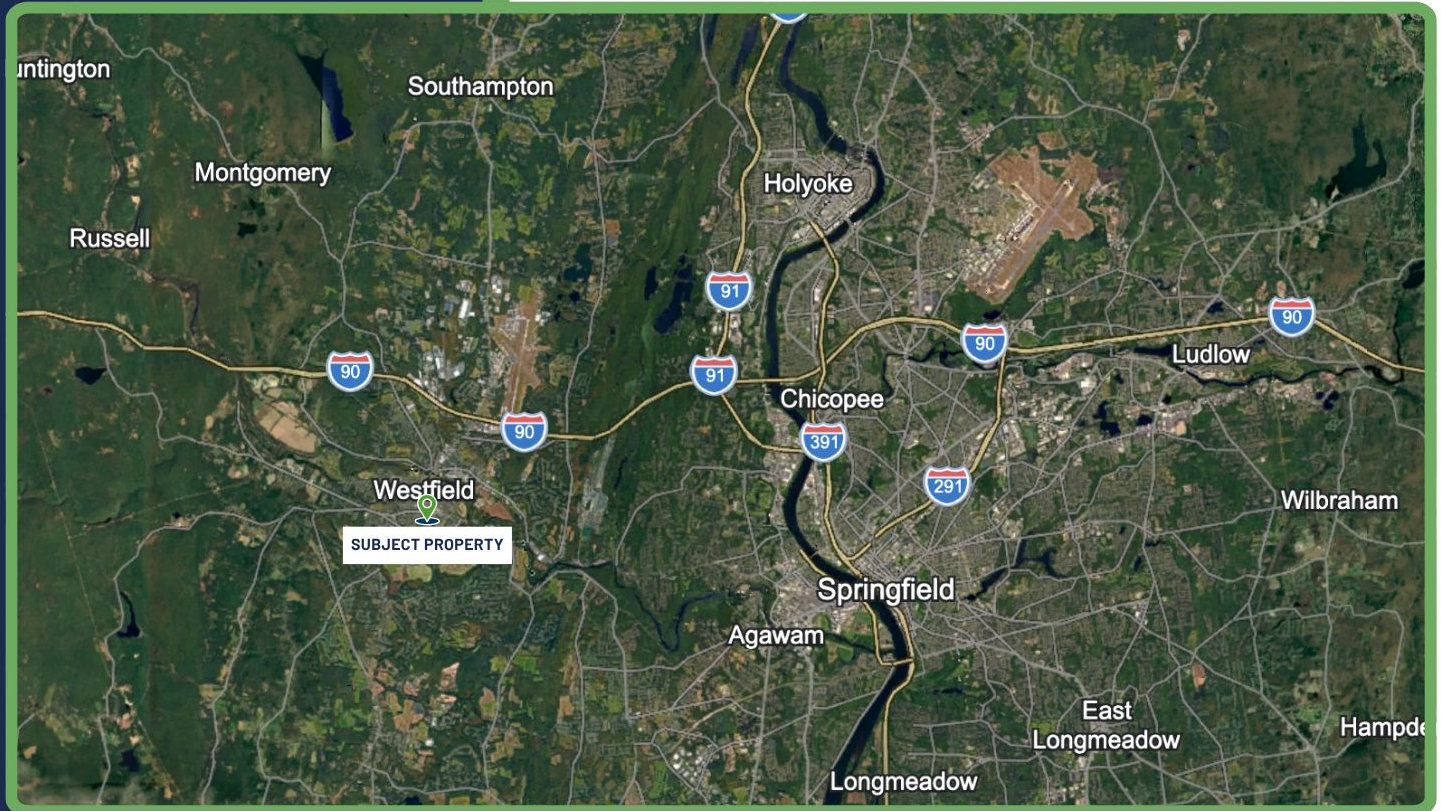 untington
Southampton
Montgomery
Holyoke
Russell
91
90
90
Ludlow
90
91
Chicopee
90
391
291
Westfield
Wilbraham
SUBJECT PROPERTY
Springfield
Agawam
East
Longmeadow
Hampde
Longmeadow